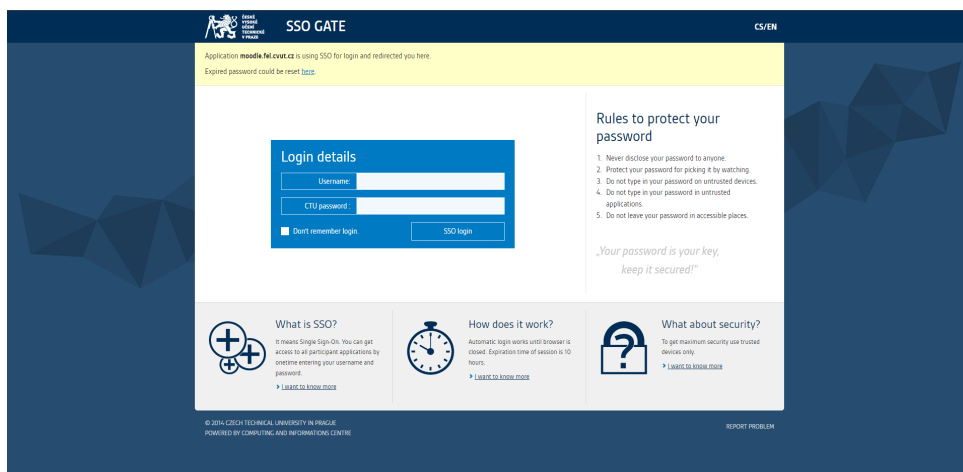 ČESKÉ
VYSOKÉ
UČENÍ
TECHNICKÉ
V PRAZE
SSO GATE
CS/EN
Application moodle.fel.cvut.cz is using SSO for login and redirected you here.
Expired password could be reset here.
Login details
Username:
CTU password :
Don't remember login.
SSO login
Rules to protect your
password
1. Never disclose your password to anyone.
2. Protect your password for picking it by watching.
3. Do not type in your password on untrusted devices.
4. Do not type in your password in untrusted
applications.
5. Do not leave your password in accessible places.
„Your password is your key,
keep it secured!"
What is SSO?
It means Single Sign-On. You can get
access to all participant applications by
onetime entering your username and
password.
I want to know more
How does it work?
Automatic login works until browser is
closed. Expiration time of session is 10
hours.
I want to know more
?
What about security?
To get maximum security use trusted
devices only.
I want to know more
© 2014 CZECH TECHNICAL UNIVERSITY IN PRAGUE
POWERED BY COMPUTING AND INFORMATIONS CENTRE
REPORT PROBLEM